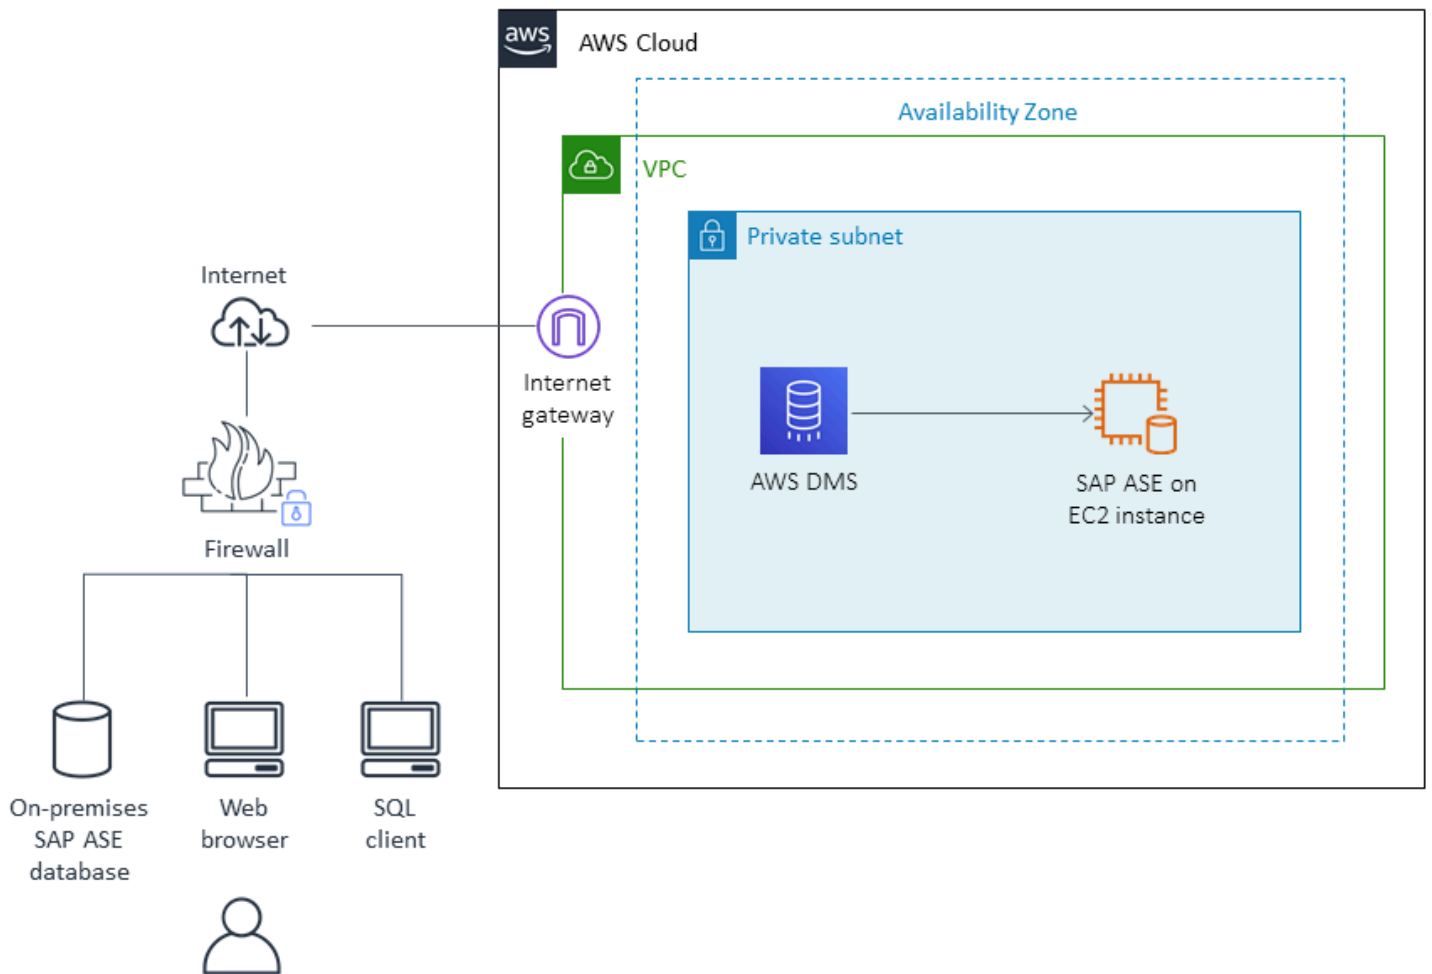 aws
AWS Cloud
Availability Zone
VPC
Private subnet
Internet
Internet
gateway
AWS DMS
SAP ASE on
EC2 instance
Firewall
On-premises
SAP ASE
database
Web
browser
SQL
client